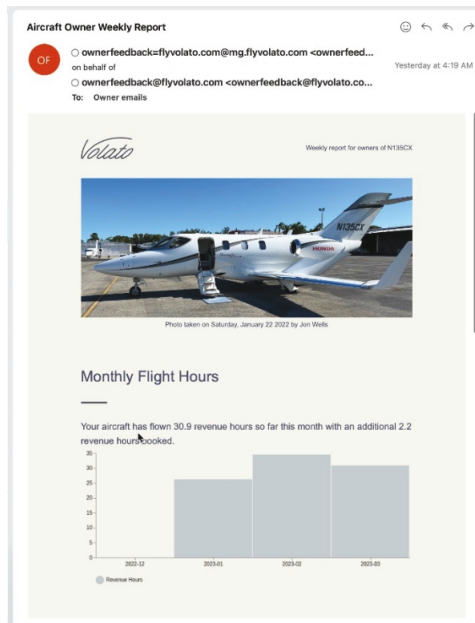 Aircraft Owner Weekly Report
OF
ownerfeedback=flyvolato.com@mg.flyvolato.com <ownerfeed...
on behalf of
Yesterday at 4:19 AM
ownerfeedback@flyvolato.com <ownerfeedback@flyvolato.co...
To: Owner emails
Volato
Weekly report for owners of N135CX
N135CX
HONDA
Photo taken on Saturday, January 22 2022 by Jon Wells
Monthly Flight Hours
Your aircraft has flown 30.9 revenue hours so far this month with an additional 2.2
revenue hours booked.
35
30
25
20
15
10
5
0
2022-12 2023-01 2023-02 2023-03
Revenue Hours